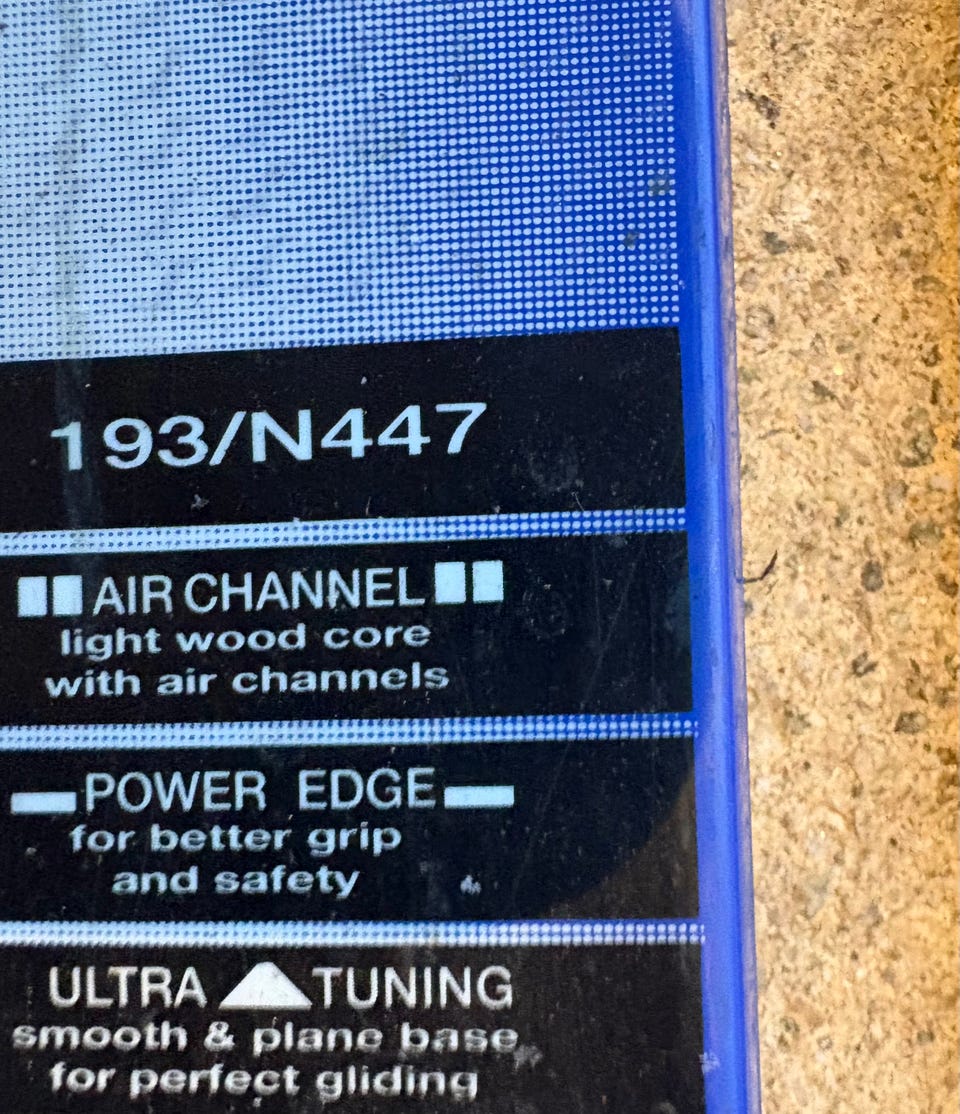 193/N447
AIR CHANNEL
light wood core
with air channels
POWER EDGE
for better grip
and safety
ULTRA TUNING
smooth & plane base
for perfect gliding